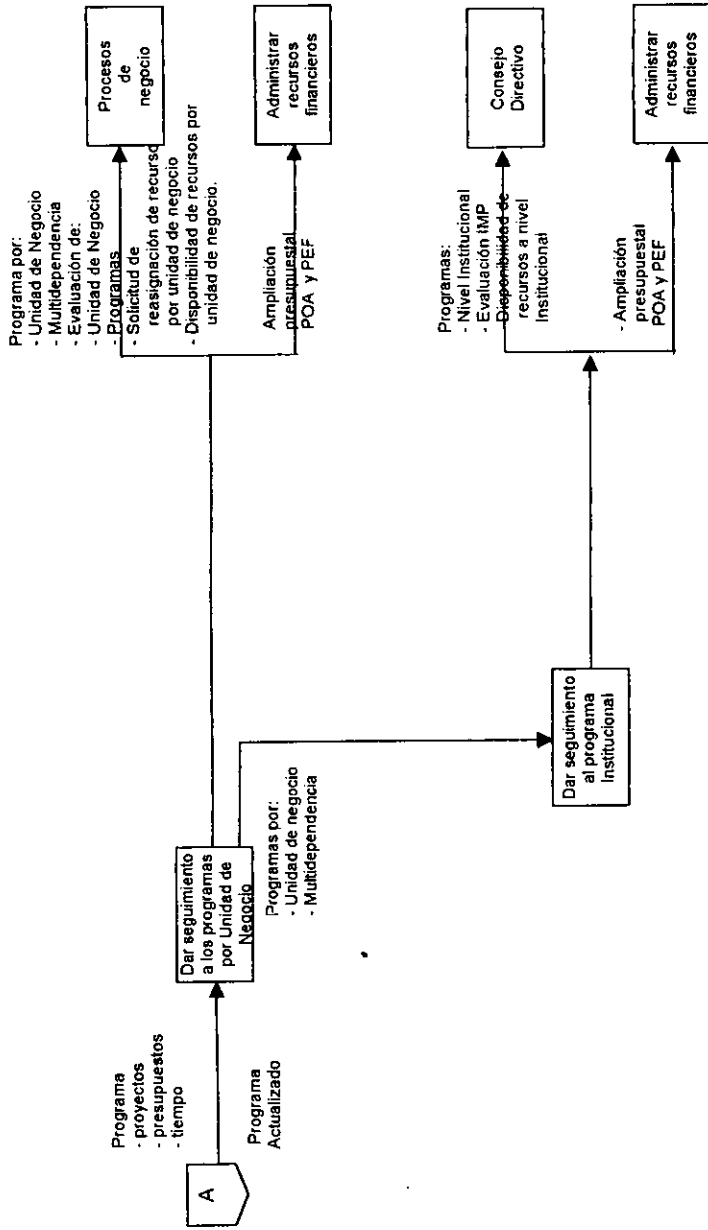 A
Programa
- proyectos
- presupuestos
- tiempo
Programa
Actualizado
Dar seguimiento
a los programas
por Unidad de
Negocio
Programas por:
- Unidad de negocio
- Multidependencia
Programa por:
- Unidad de Negocio
- Multidependencia
- Evaluación de:
- Unidad de Negocio
- Programas
- Solicitud de
reasignación de recurso
por unidad de negocio
- Disponibilidad de recursos por
unidad de negocio.
Procesos
de
negocio
Ampliación
presupuestal
POA y PEF
Administrar
recursos
financieros
Dar seguimiento
al programa
Institucional
Programas:
- Nivel Institucional
- Evaluación IMP
- Disponibilidad de
recursos a nivel
Institucional
Consejo
Directivo
- Ampliación
presupuestal
POA y PEF
Administrar
recursos
financieros